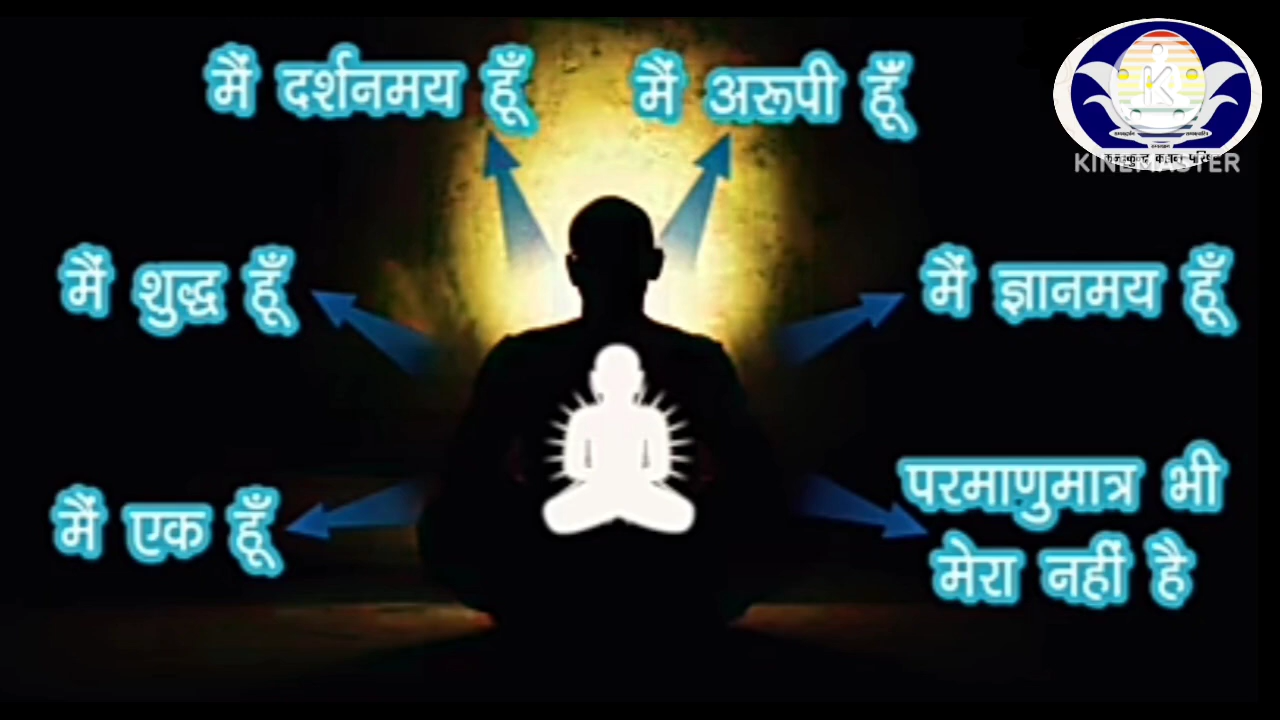 मैं दर्शनमय हूँ
मैं अरूपी हूँ
मैं शुद्ध हूँ
मैं ज्ञानमय हूँ
मैं एक हूँ
परमाणुमात्र भी
मेरा नहीं है
KINEMASTER